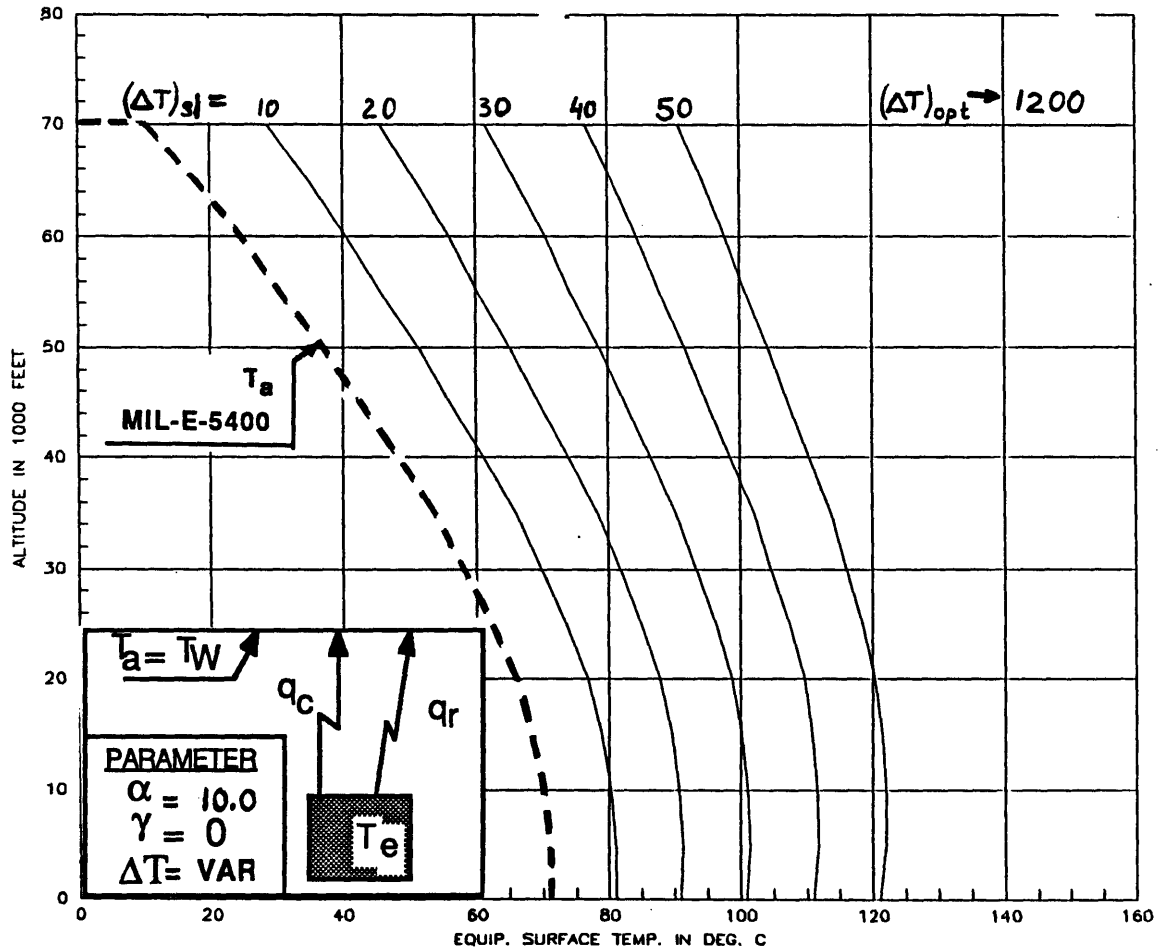 80
(ΔT)sl = 10 20 30 40 50 (ΔT)opt → 1200
70
60
50
Ta
MIL-E-5400
40
30
20
10
0
ALTITUDE IN 1000 FEET
Ta = TW
qc
qr
Te
PARAMETER
α = 10.0
γ = 0
ΔT = VAR
0 20 40 60 80 100 120 140 160
EQUIP. SURFACE TEMP. IN DEG. C